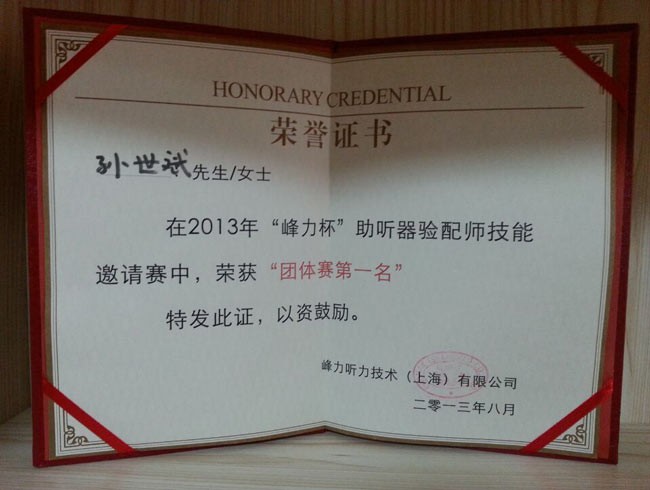 HONORARY CREDENTIAL
荣誉证书
孙世斌先生/女士
在2013年“峰力杯”助听器验配师技能
邀请赛中，荣获“团体赛第一名”
特发此证，以资鼓励。
峰力听力技术（上海）有限公司
二零一三年八月